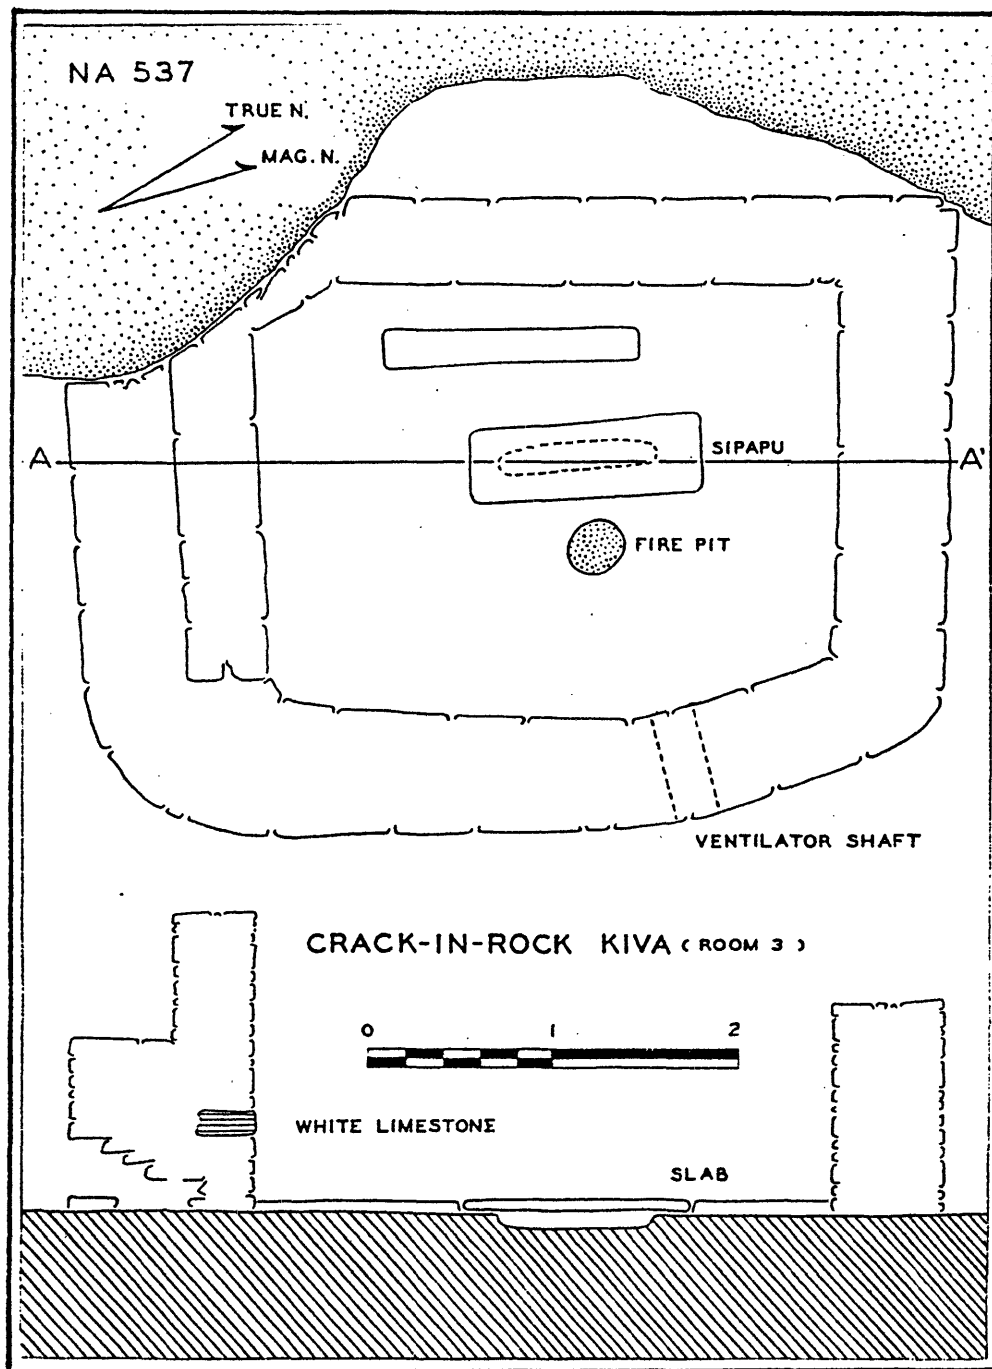 NA 537
TRUE N.
MAG. N.
A
A'
SIPAPU
FIRE PIT
VENTILATOR SHAFT
CRACK-IN-ROCK KIVA (ROOM 3)
0 1 2
WHITE LIMESTONE
SLAB